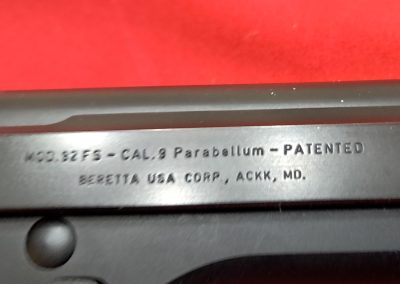 MOD. 92 FS - CAL. 9 Parabellum - PATENTED
BERETTA USA CORP., ACKK, MD.